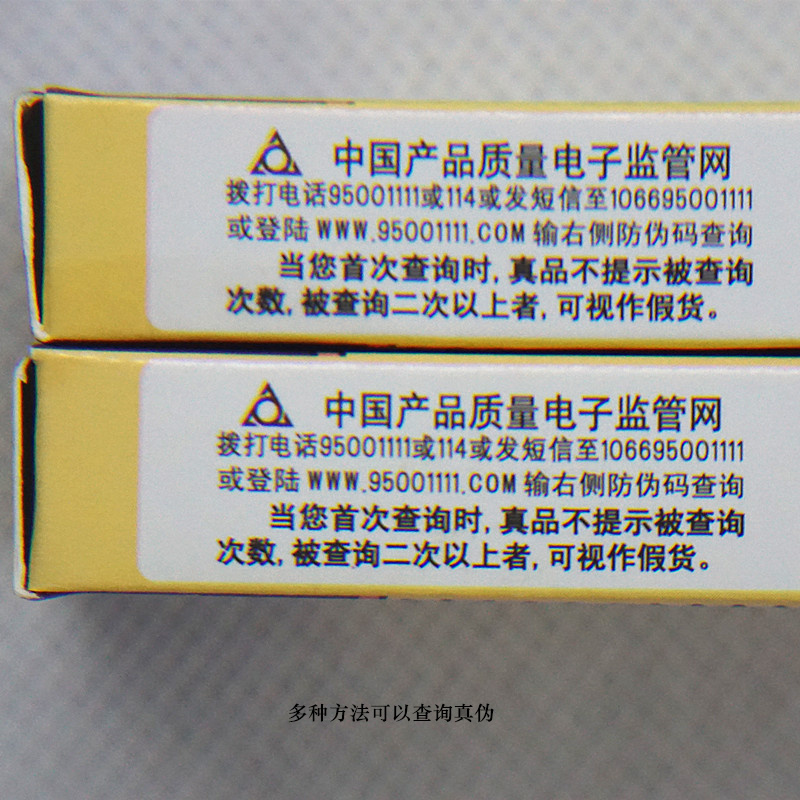 中国产品质量电子监管网
拨打电话95001111或114或发短信至106695001111
或登陆 WWW.95001111.COM 输右侧防伪码查询
当您首次查询时,真品不提示被查询
次数,被查询二次以上者,可视作假货。
中国产品质量电子监管网
拨打电话95001111或114或发短信至106695001111
或登陆 WWW.95001111.COM 输右侧防伪码查询
当您首次查询时,真品不提示被查询
次数,被查询二次以上者,可视作假货。
多种方法可以查询真伪